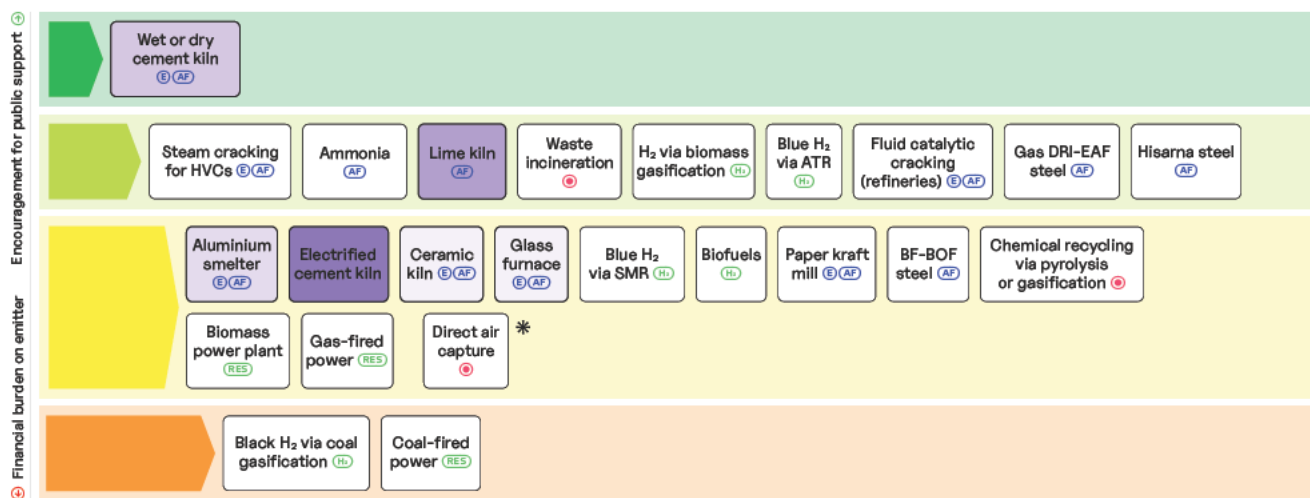 Encouragement for public support
Financial burden on emitter
Wet or dry
cement kiln
E AF
Steam cracking
for HVCs E AF
Ammonia
AF
Lime kiln
AF
Waste
incineration
H₂ via biomass
gasification H₂
Blue H₂
via ATR
H₂
Fluid catalytic
cracking
(refineries) E AF
Gas DRI-EAF
steel AF
Hisarna steel
AF
Aluminium
smelter
E AF
Electrified
cement kiln
Ceramic
kiln E AF
Glass
furnace
E AF
Blue H₂
via SMR H₂
Biofuels
H₂
Paper kraft
mill E AF
BF-BOF
steel AF
Chemical recycling
via pyrolysis
or gasification
Biomass
power plant
RES
Gas-fired
power RES
Direct air
capture
*
Black H₂ via coal
gasification H₂
Coal-fired
power RES